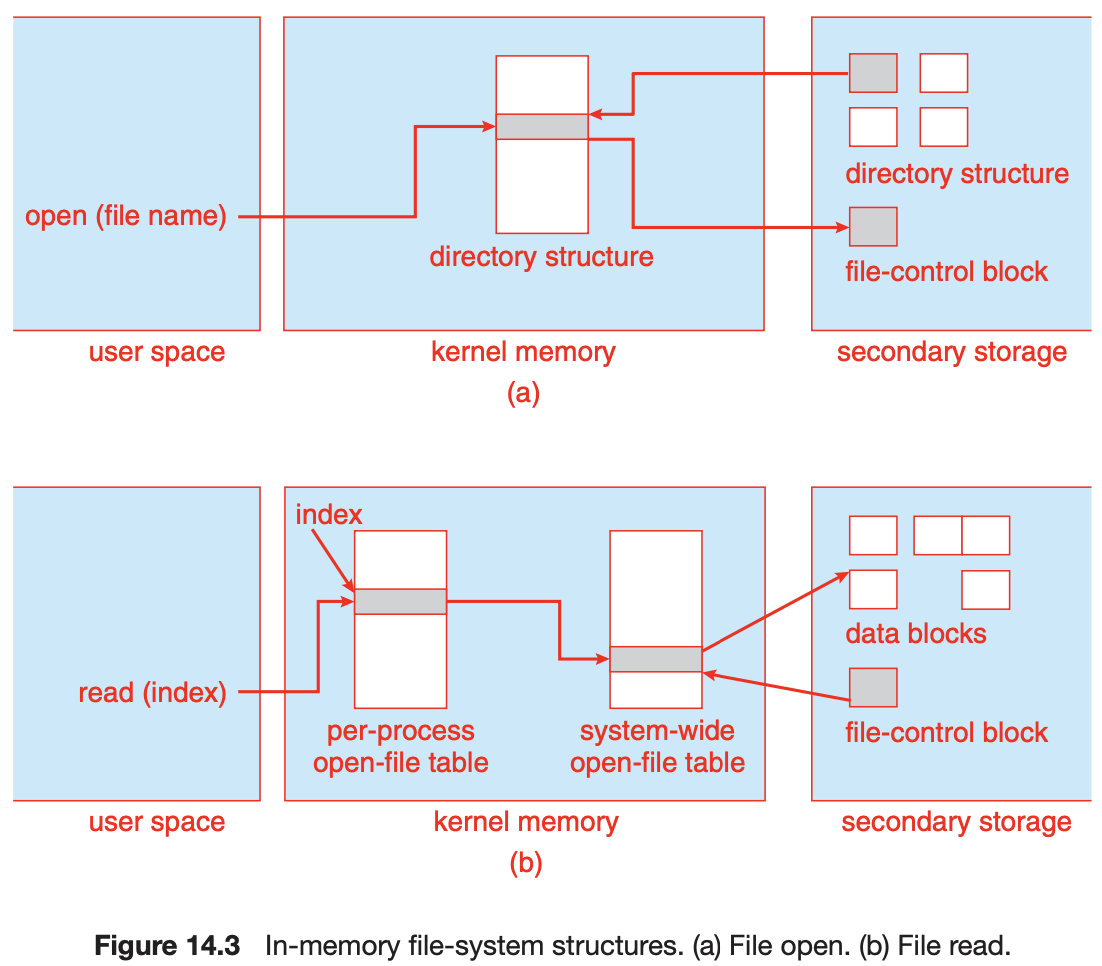 open (file name)
directory structure
directory structure
file-control block
user space
kernel memory
secondary storage
(a)
index
read (index)
per-process
open-file table
system-wide
open-file table
data blocks
file-control block
user space
kernel memory
secondary storage
(b)
Figure 14.3 In-memory file-system structures. (a) File open. (b) File read.